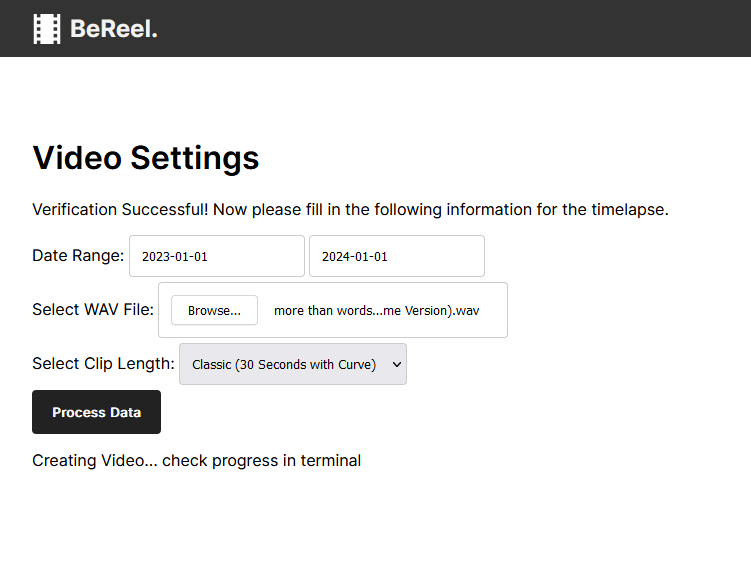 BeReel.
Video Settings
Verification Successful! Now please fill in the following information for the timelapse.
Date Range: 2023-01-01 2024-01-01
Select WAV File: Browse... more than words...me Version).wav
Select Clip Length: Classic (30 Seconds with Curve)
Process Data
Creating Video... check progress in terminal